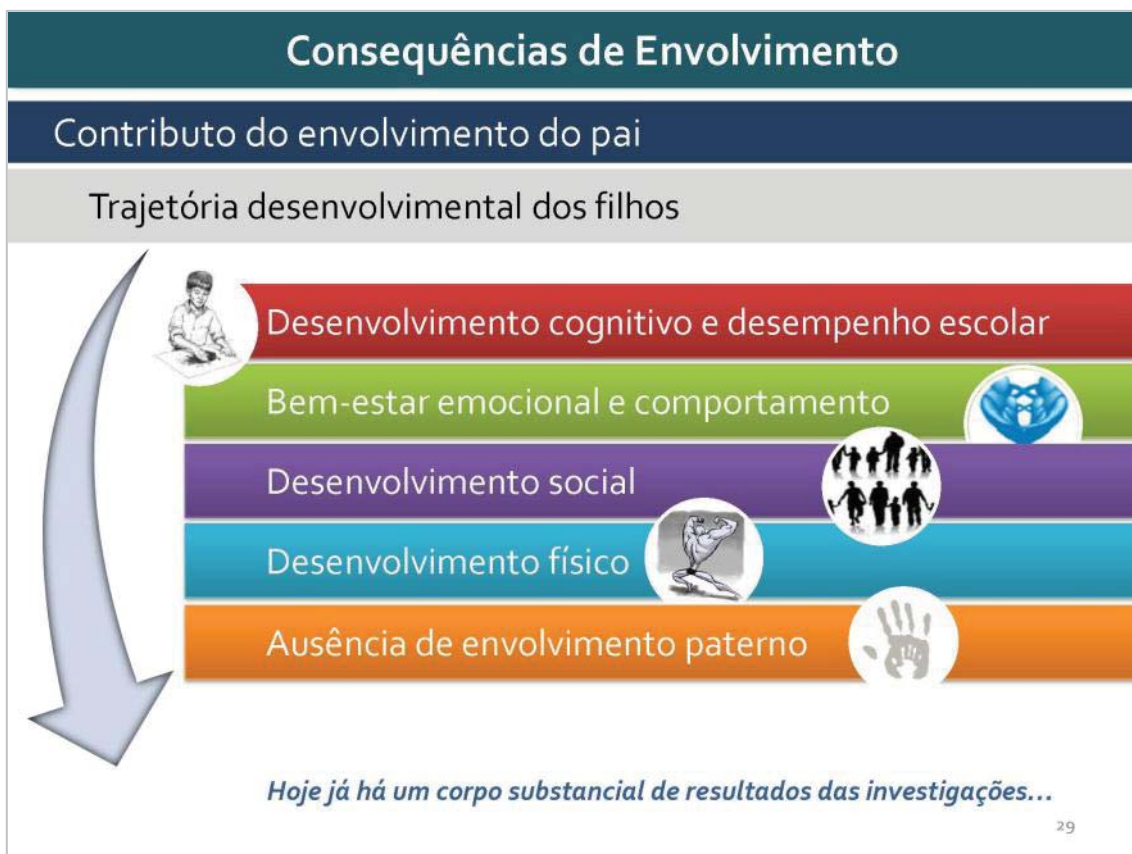 Consequências de Envolvimento
Contributo do envolvimento do pai
Trajetória desenvolvimental dos filhos
Desenvolvimento cognitivo e desempenho escolar
Bem-estar emocional e comportamento
Desenvolvimento social
Desenvolvimento físico
Ausência de envolvimento paterno
Hoje já há um corpo substancial de resultados das investigações...
29